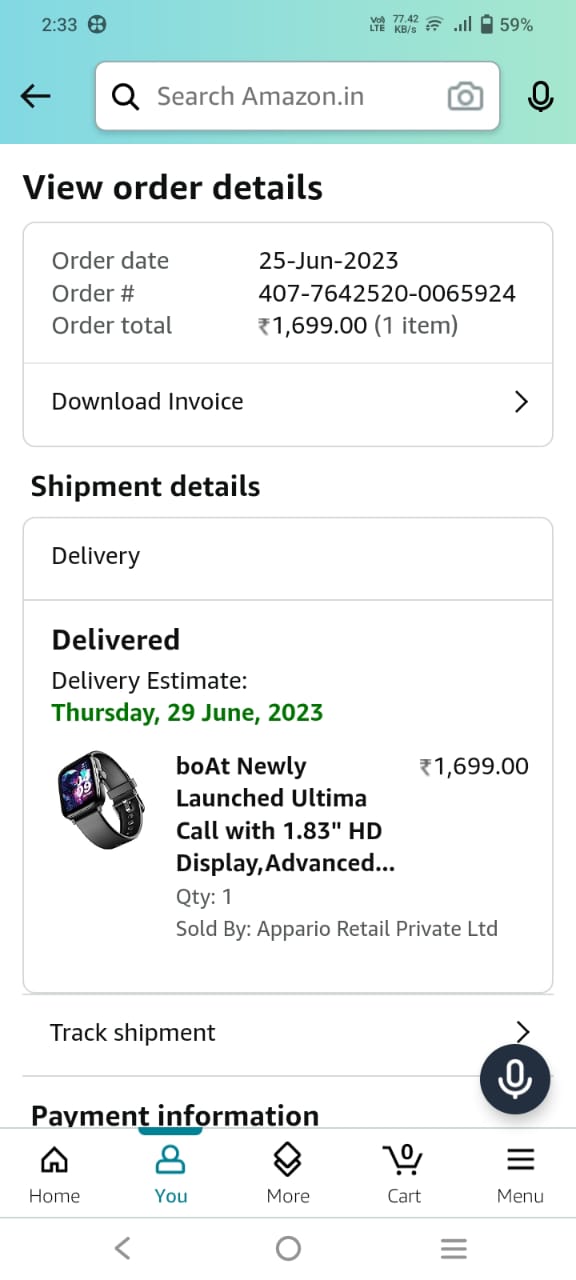 2:33
Vo) LTE 77.42 KB/s 59%
Search Amazon.in
View order details
Order date 25-Jun-2023
Order # 407-7642520-0065924
Order total ₹1,699.00 (1 item)
Download Invoice
Shipment details
Delivery
Delivered
Delivery Estimate:
Thursday, 29 June, 2023
boAt Newly ₹1,699.00
Launched Ultima
Call with 1.83" HD
Display,Advanced...
Qty: 1
Sold By: Appario Retail Private Ltd
Track shipment
Payment information
0
Home You More Cart Menu